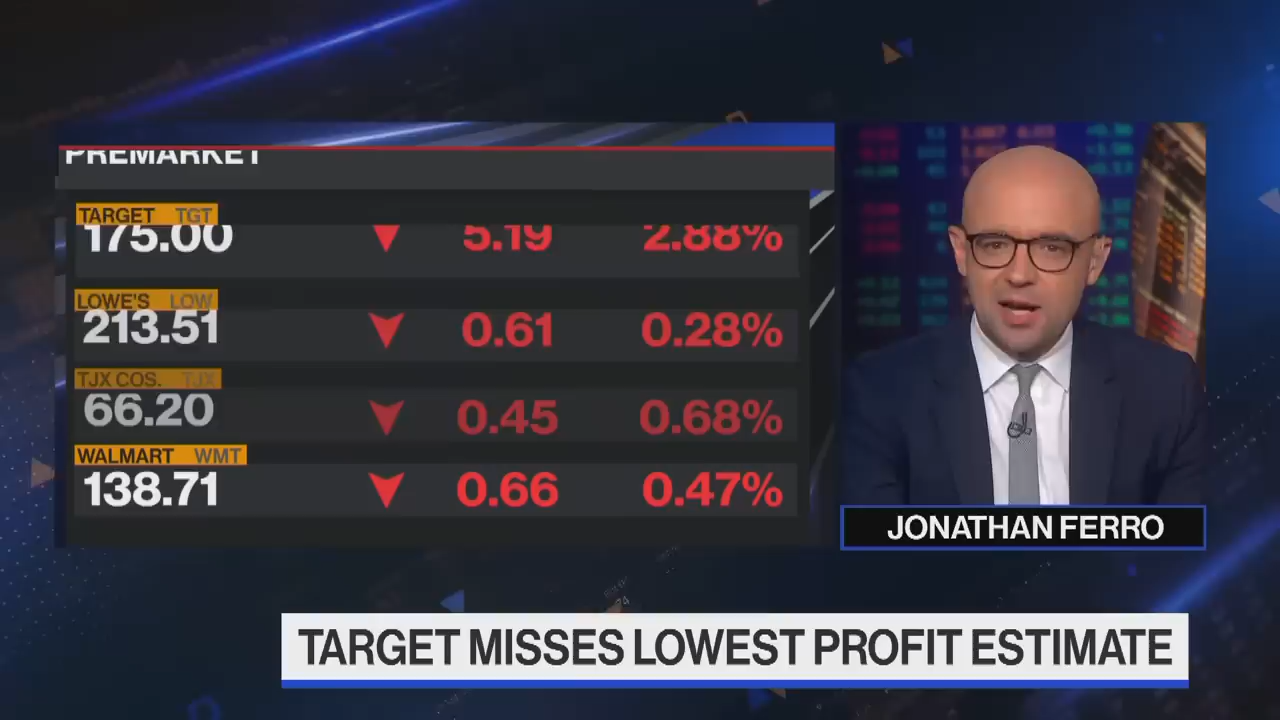 PREMARKET
TARGET TGT
175.00 5.19 2.88%
LOWE'S LOW
213.51 0.61 0.28%
TJX COS. TJX
66.20 0.45 0.68%
WALMART WMT
138.71 0.66 0.47%
JONATHAN FERRO
TARGET MISSES LOWEST PROFIT ESTIMATE